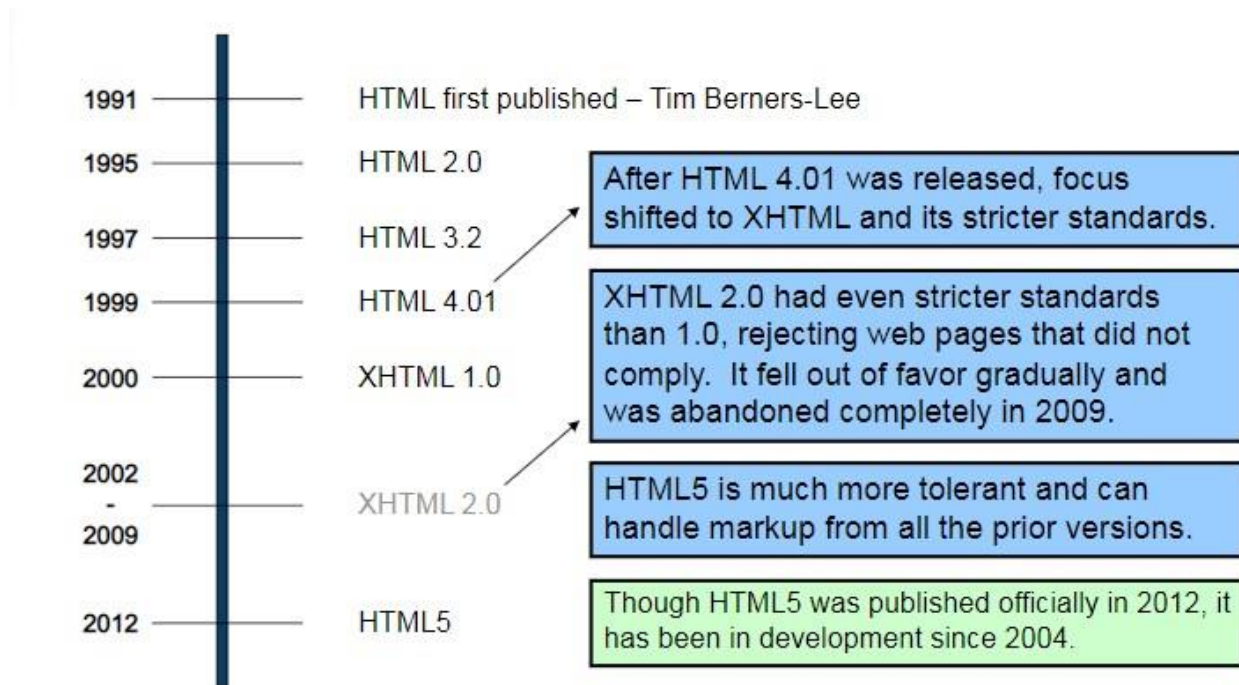 1991
HTML first published – Tim Berners-Lee
1995
HTML 2.0
After HTML 4.01 was released, focus
shifted to XHTML and its stricter standards.
1997
HTML 3.2
1999
HTML 4.01
XHTML 2.0 had even stricter standards
than 1.0, rejecting web pages that did not
comply. It fell out of favor gradually and
was abandoned completely in 2009.
2000
XHTML 1.0
2002
-
2009
XHTML 2.0
HTML5 is much more tolerant and can
handle markup from all the prior versions.
2012
HTML5
Though HTML5 was published officially in 2012, it
has been in development since 2004.